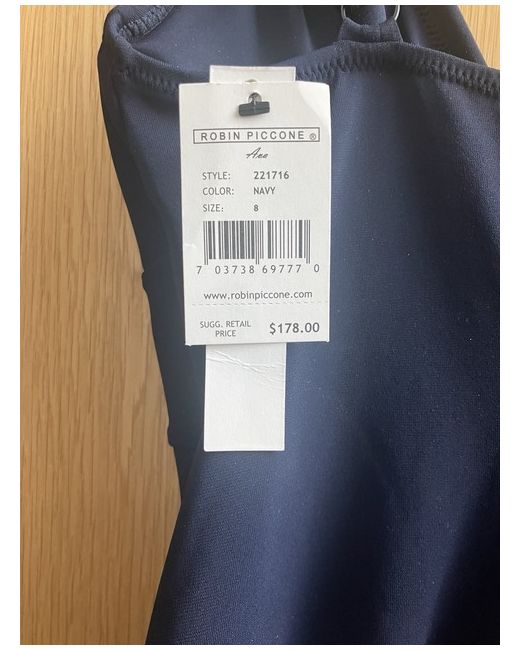 ROBIN PICCONE ®
Ava
STYLE: 221716
COLOR: NAVY
SIZE: 8
7 03738 69777 0
www.robinpiccone.com
SUGG. RETAIL PRICE $178.00